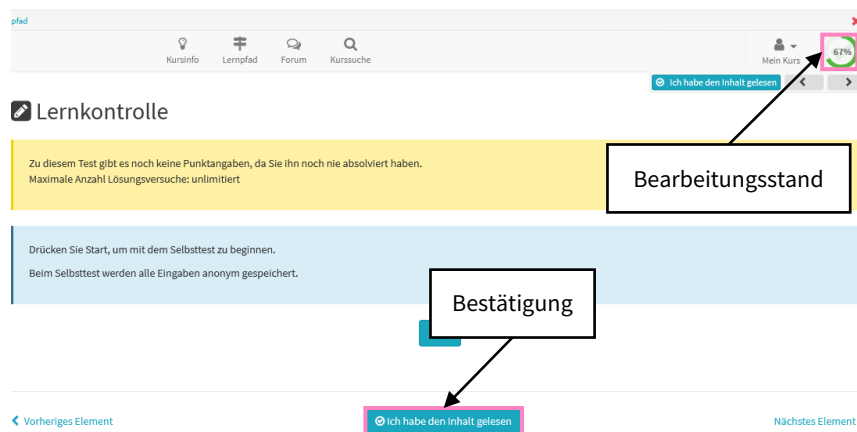 pfad
Kursinfo Lernpfad Forum Kurssuche Mein Kurs 67%
Ich habe den Inhalt gelesen
Lernkontrolle
Zu diesem Test gibt es noch keine Punktangaben, da Sie ihn noch nie absolviert haben.
Maximale Anzahl Lösungsversuche: unlimitiert
Bearbeitungsstand
Drücken Sie Start, um mit dem Selbsttest zu beginnen.
Beim Selbsttest werden alle Eingaben anonym gespeichert.
Bestätigung
Vorheriges Element Ich habe den Inhalt gelesen Nächstes Element